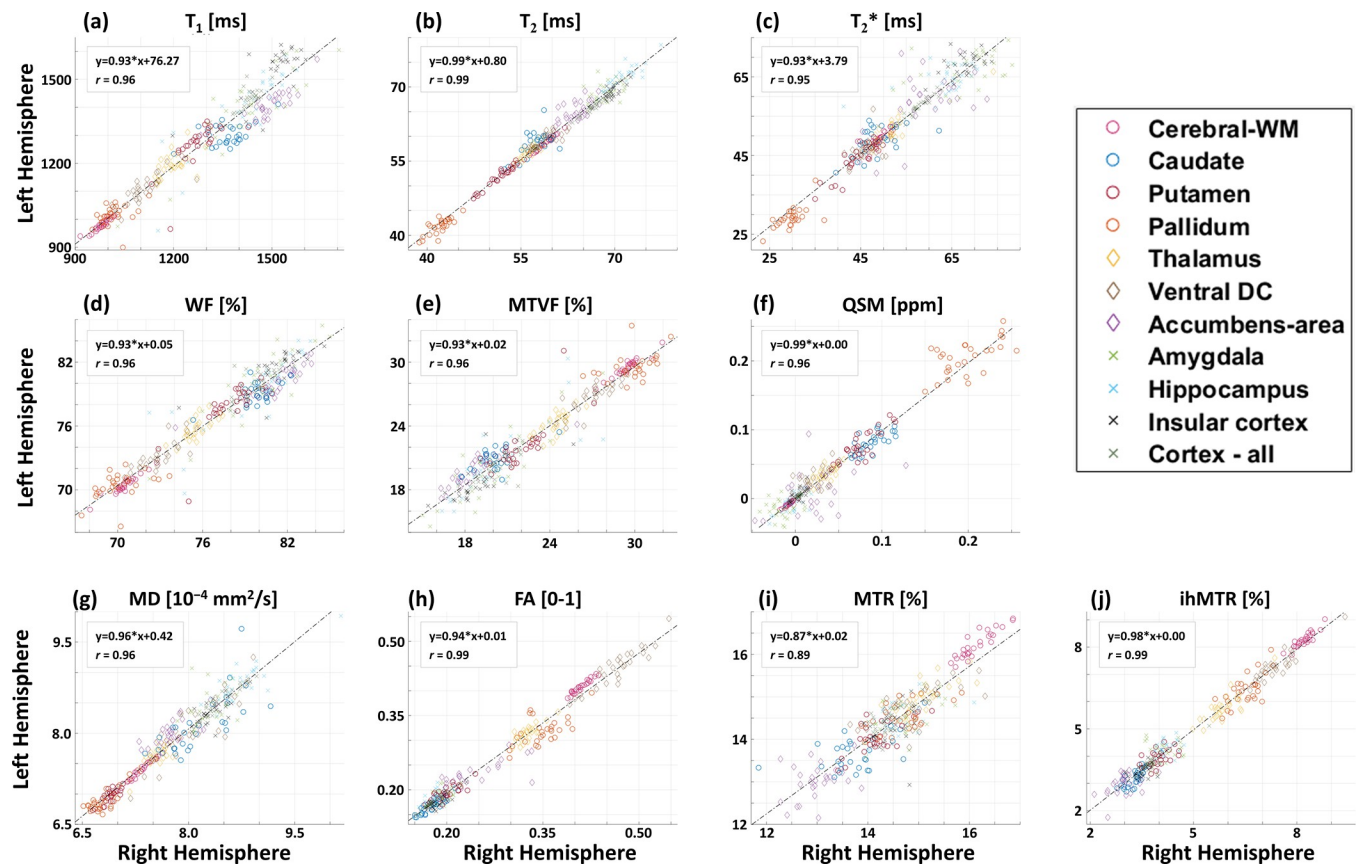 (a) T1 [ms]
Left Hemisphere
y=0.93*x+76.27
r = 0.96
1500
1200
900
900 1200 1500
(b) T2 [ms]
y=0.99*x+0.80
r = 0.99
70
55
40
40 55 70
(c) T2* [ms]
y=0.93*x+3.79
r = 0.95
65
45
25
25 45 65
Cerebral-WM
Caudate
Putamen
Pallidum
Thalamus
Ventral DC
Accumbens-area
Amygdala
Hippocampus
Insular cortex
Cortex - all
(d) WF [%]
Left Hemisphere
y=0.93*x+0.05
r = 0.96
82
76
70
70 76 82
(e) MTVF [%]
y=0.93*x+0.02
r = 0.96
30
24
18
18 24 30
(f) QSM [ppm]
y=0.99*x+0.00
r = 0.96
0.2
0.1
0
0 0.1 0.2
(g) MD [10⁻⁴ mm²/s]
Left Hemisphere
y=0.96*x+0.42
r = 0.96
9.5
8.0
6.5
6.5 8.0 9.5
Right Hemisphere
(h) FA [0-1]
y=0.94*x+0.01
r = 0.99
0.50
0.35
0.20
0.20 0.35 0.50
Right Hemisphere
(i) MTR [%]
y=0.87*x+0.02
r = 0.89
16
14
12
12 14 16
Right Hemisphere
(j) ihMTR [%]
y=0.98*x+0.00
r = 0.99
8
5
2
2 5 8
Right Hemisphere